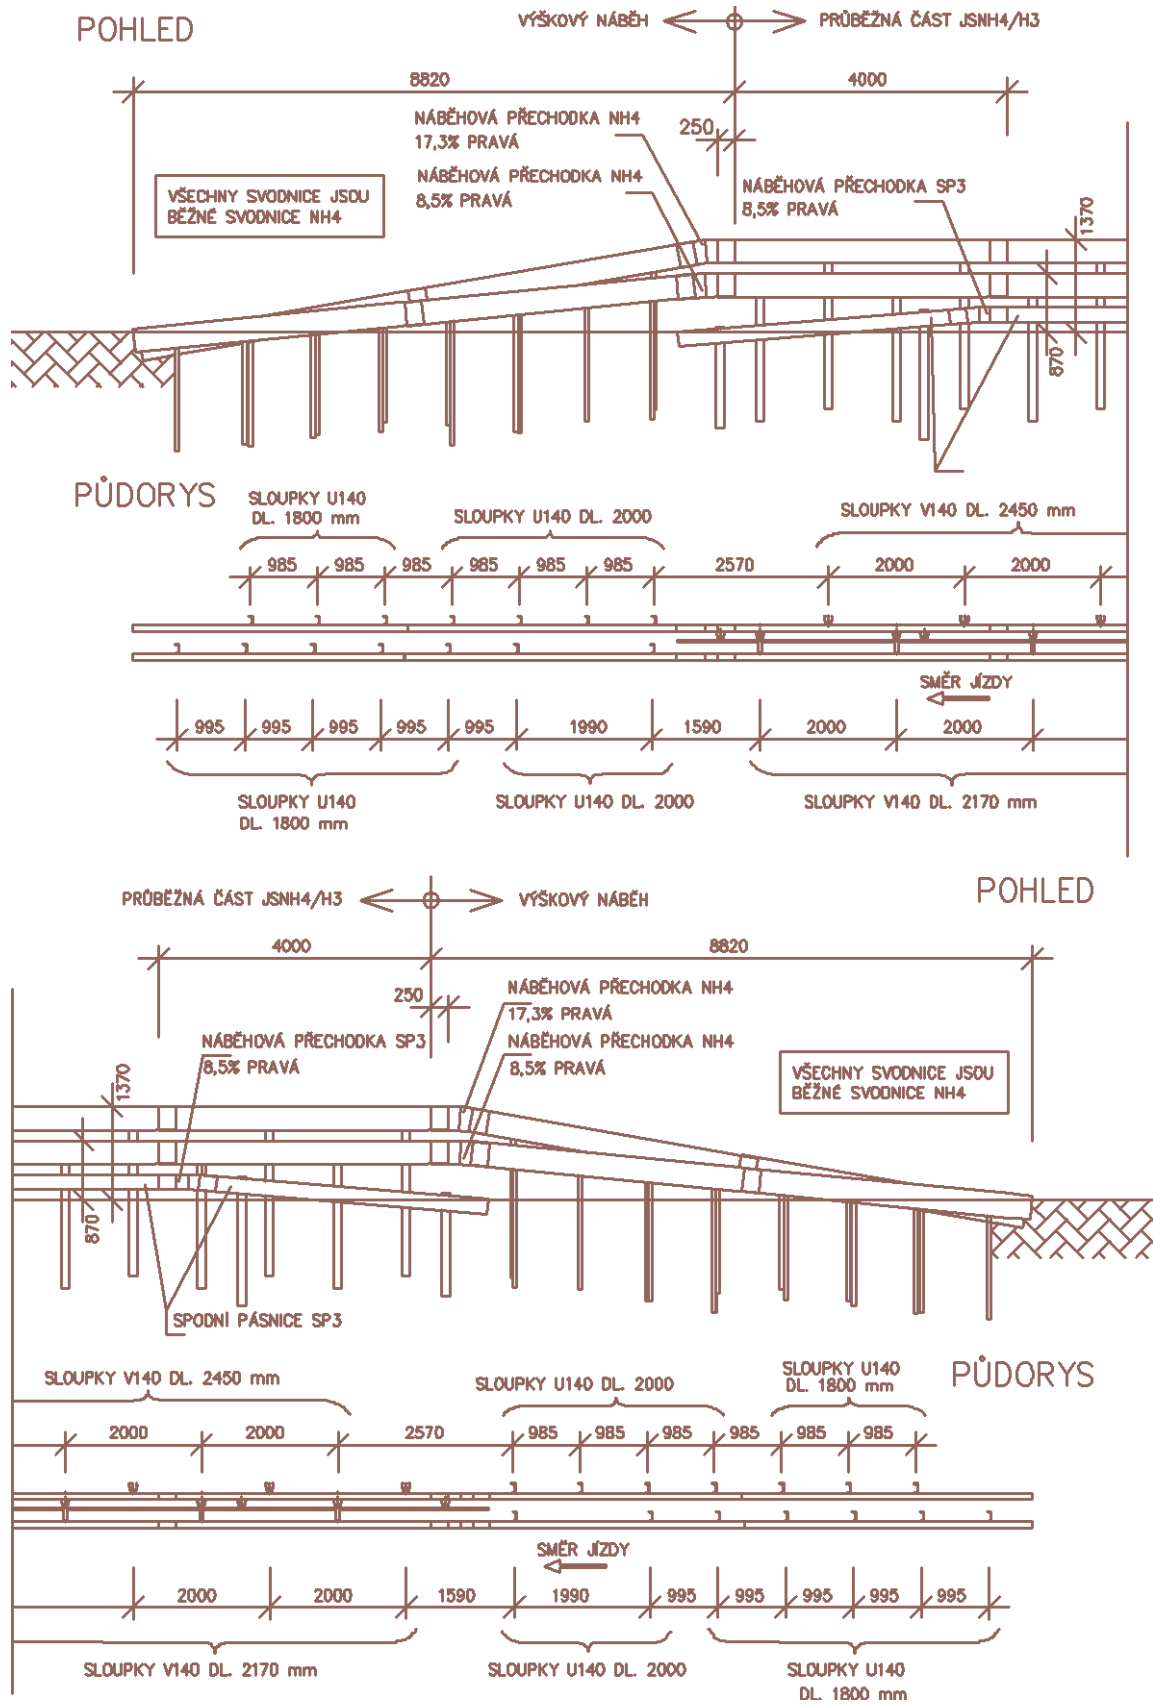 POHLED
VÝŠKOVÝ NÁBĚH
PRŮBĚŽNÁ ČÁST JSNH4/H3
8820
4000
NÁBĚHOVÁ PŘECHODKA NH4
17,3% PRAVÁ
250
NÁBĚHOVÁ PŘECHODKA NH4
8,5% PRAVÁ
NÁBĚHOVÁ PŘECHODKA SP3
8,5% PRAVÁ
VŠECHNY SVODNICE JSOU
BĚŽNÉ SVODNICE NH4
1370
870
PŮDORYS
SLOUPKY U140
DL. 1800 mm
SLOUPKY U140 DL. 2000
SLOUPKY V140 DL. 2450 mm
985 985 985 985 985 985 2570 2000 2000
SMĚR JÍZDY
995 995 995 995 995 1990 1590 2000 2000
SLOUPKY U140
DL. 1800 mm
SLOUPKY U140 DL. 2000
SLOUPKY V140 DL. 2170 mm
PRŮBĚŽNÁ ČÁST JSNH4/H3
VÝŠKOVÝ NÁBĚH
POHLED
4000
8820
250
NÁBĚHOVÁ PŘECHODKA NH4
17,3% PRAVÁ
NÁBĚHOVÁ PŘECHODKA SP3
8,5% PRAVÁ
NÁBĚHOVÁ PŘECHODKA NH4
8,5% PRAVÁ
VŠECHNY SVODNICE JSOU
BĚŽNÉ SVODNICE NH4
1370
870
SPODNÍ PÁSNICE SP3
SLOUPKY V140 DL. 2450 mm
SLOUPKY U140 DL. 2000
SLOUPKY U140
DL. 1800 mm
PŮDORYS
2000 2000 2570 985 985 985 985 985 985
SMĚR JÍZDY
2000 2000 1590 1990 995 995 995 995 995
SLOUPKY V140 DL. 2170 mm
SLOUPKY U140 DL. 2000
SLOUPKY U140
DL. 1800 mm